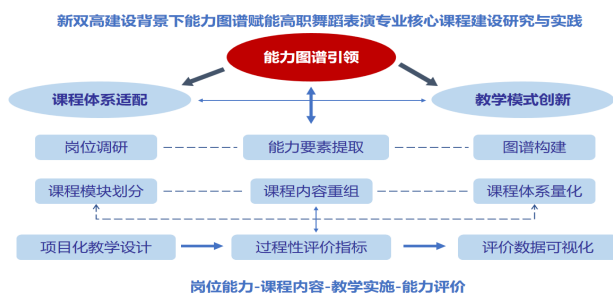 新双高建设背景下能力图谱赋能高职舞蹈表演专业核心课程建设研究与实践
能力图谱引领
课程体系适配
教学模式创新
岗位调研
能力要素提取
图谱构建
课程模块划分
课程内容重组
课程体系量化
项目化教学设计
过程性评价指标
评价数据可视化
岗位能力-课程内容-教学实施-能力评价